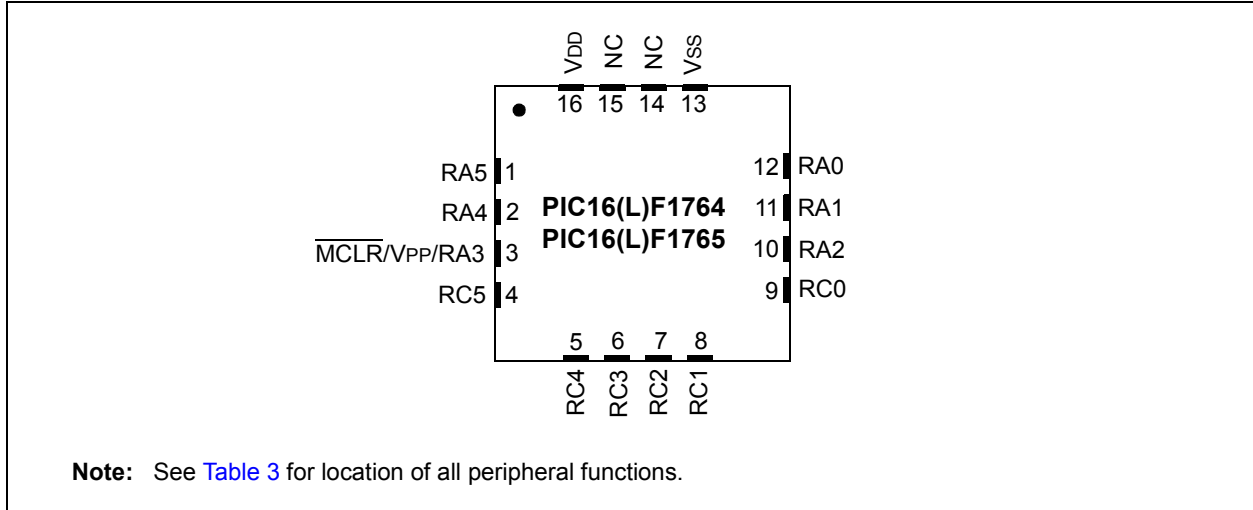 VDD NC NC VSS
16 15 14 13
RA5 1 12 RA0
RA4 2 PIC16(L)F1764 11 RA1
PIC16(L)F1765
MCLR/VPP/RA3 3 10 RA2
RC5 4 9 RC0
5 6 7 8
RC4 RC3 RC2 RC1
Note: See Table 3 for location of all peripheral functions.